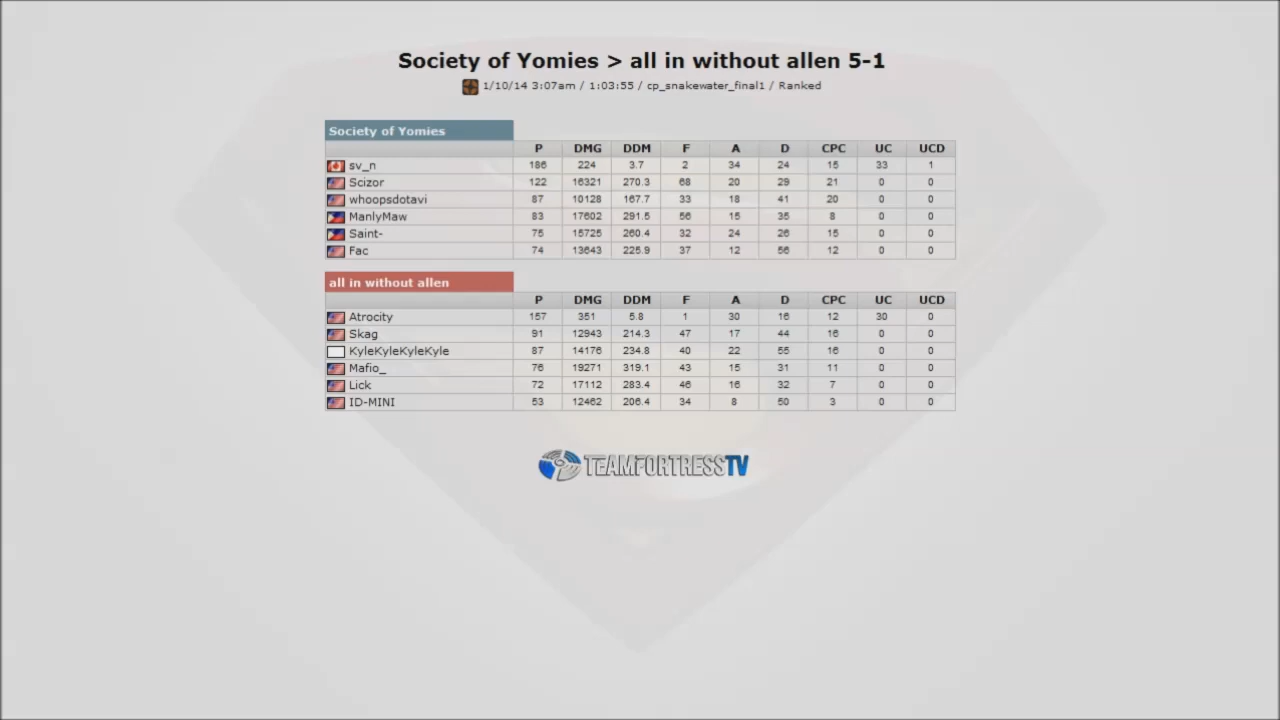 Society of Yomies > all in without allen 5-1
1/10/14 3:07am / 1:03:55 / cp_snakewater_final1 / Ranked
Society of Yomies
P DMG DDM F A D CPC UC UCD
sv_n 186 224 3.7 2 34 24 15 33 1
Scizor 122 16321 270.3 68 20 29 21 0 0
whoopsdotavi 87 10128 167.7 33 18 41 20 0 0
ManlyMaw 83 17602 291.5 56 15 35 8 0 0
Saint- 75 15725 260.4 32 24 26 15 0 0
Fac 74 13643 225.9 37 12 56 12 0 0
all in without allen
P DMG DDM F A D CPC UC UCD
Atrocity 157 351 5.8 1 30 16 12 30 0
Skag 91 12943 214.3 47 17 44 16 0 0
KyleKyleKyleKyle 87 14176 234.8 40 22 55 16 0 0
Mafio_ 76 19271 319.1 43 15 31 11 0 0
Lick 72 17112 283.4 46 16 32 7 0 0
ID-MINI 53 12462 206.4 34 8 50 3 0 0
TEAMFORTRESSTV